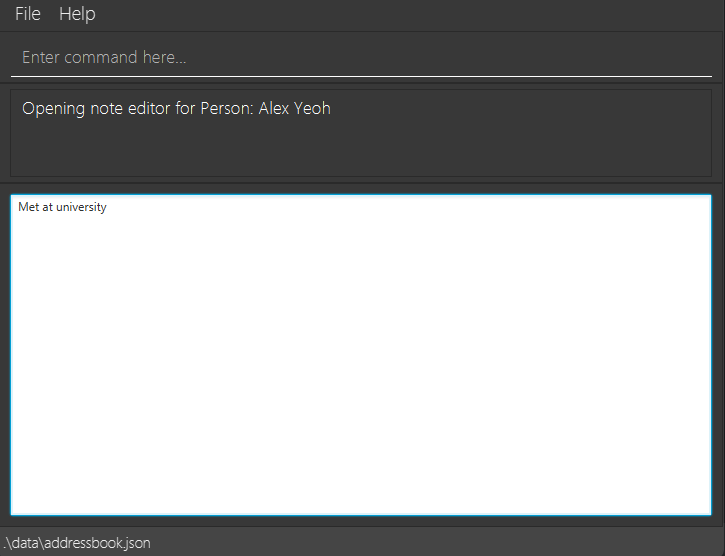 File Help
Enter command here...
Opening note editor for Person: Alex Yeoh
Met at university
.\data\addressbook.json